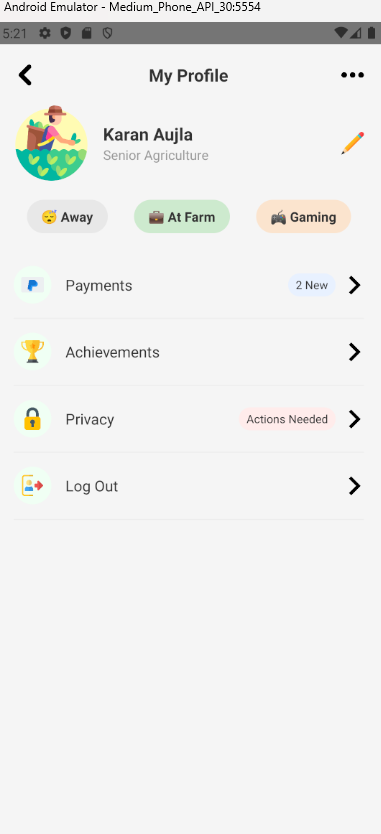 Android Emulator - Medium_Phone_API_30:5554
5:21
My Profile
Karan Aujla
Senior Agriculture
😴 Away
💼 At Farm
🎮 Gaming
Payments
2 New
Achievements
Privacy
Actions Needed
Log Out